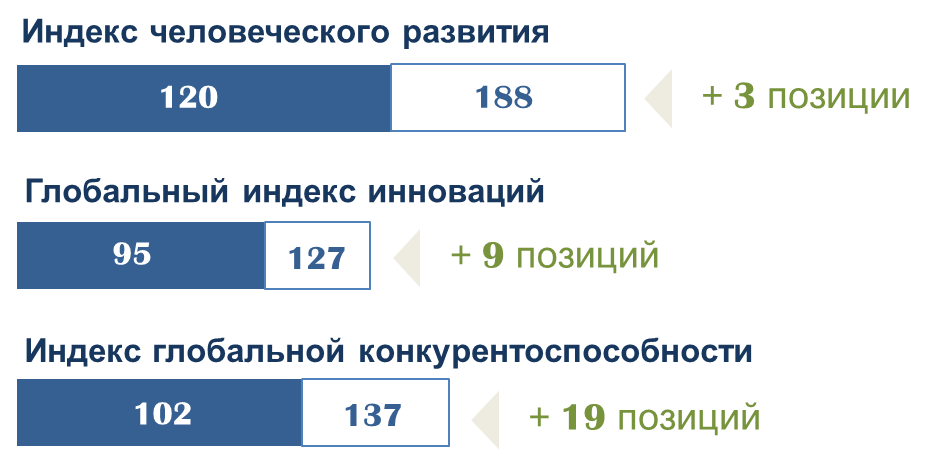 Индекс человеческого развития
120 188 + 3 позиции
Глобальный индекс инноваций
95 127 + 9 позиций
Индекс глобальной конкурентоспособности
102 137 + 19 позиций